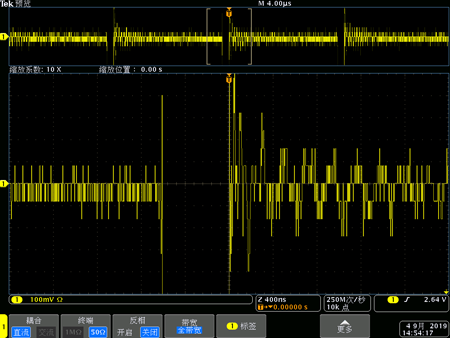 Tek 预览
M 4.00µs
缩放系数: 10 X 缩放位置: 0.00 s
1 100mV Ω
Z 400ns
T→▼0.00000 s
250M次/秒
10k 点
1 ʃ 2.64 V
耦合
直流 交流
终端
1MΩ 50Ω
反相
开启 关闭
带宽
全带宽
1 标签
更多
4 9月 2019
14:54:17